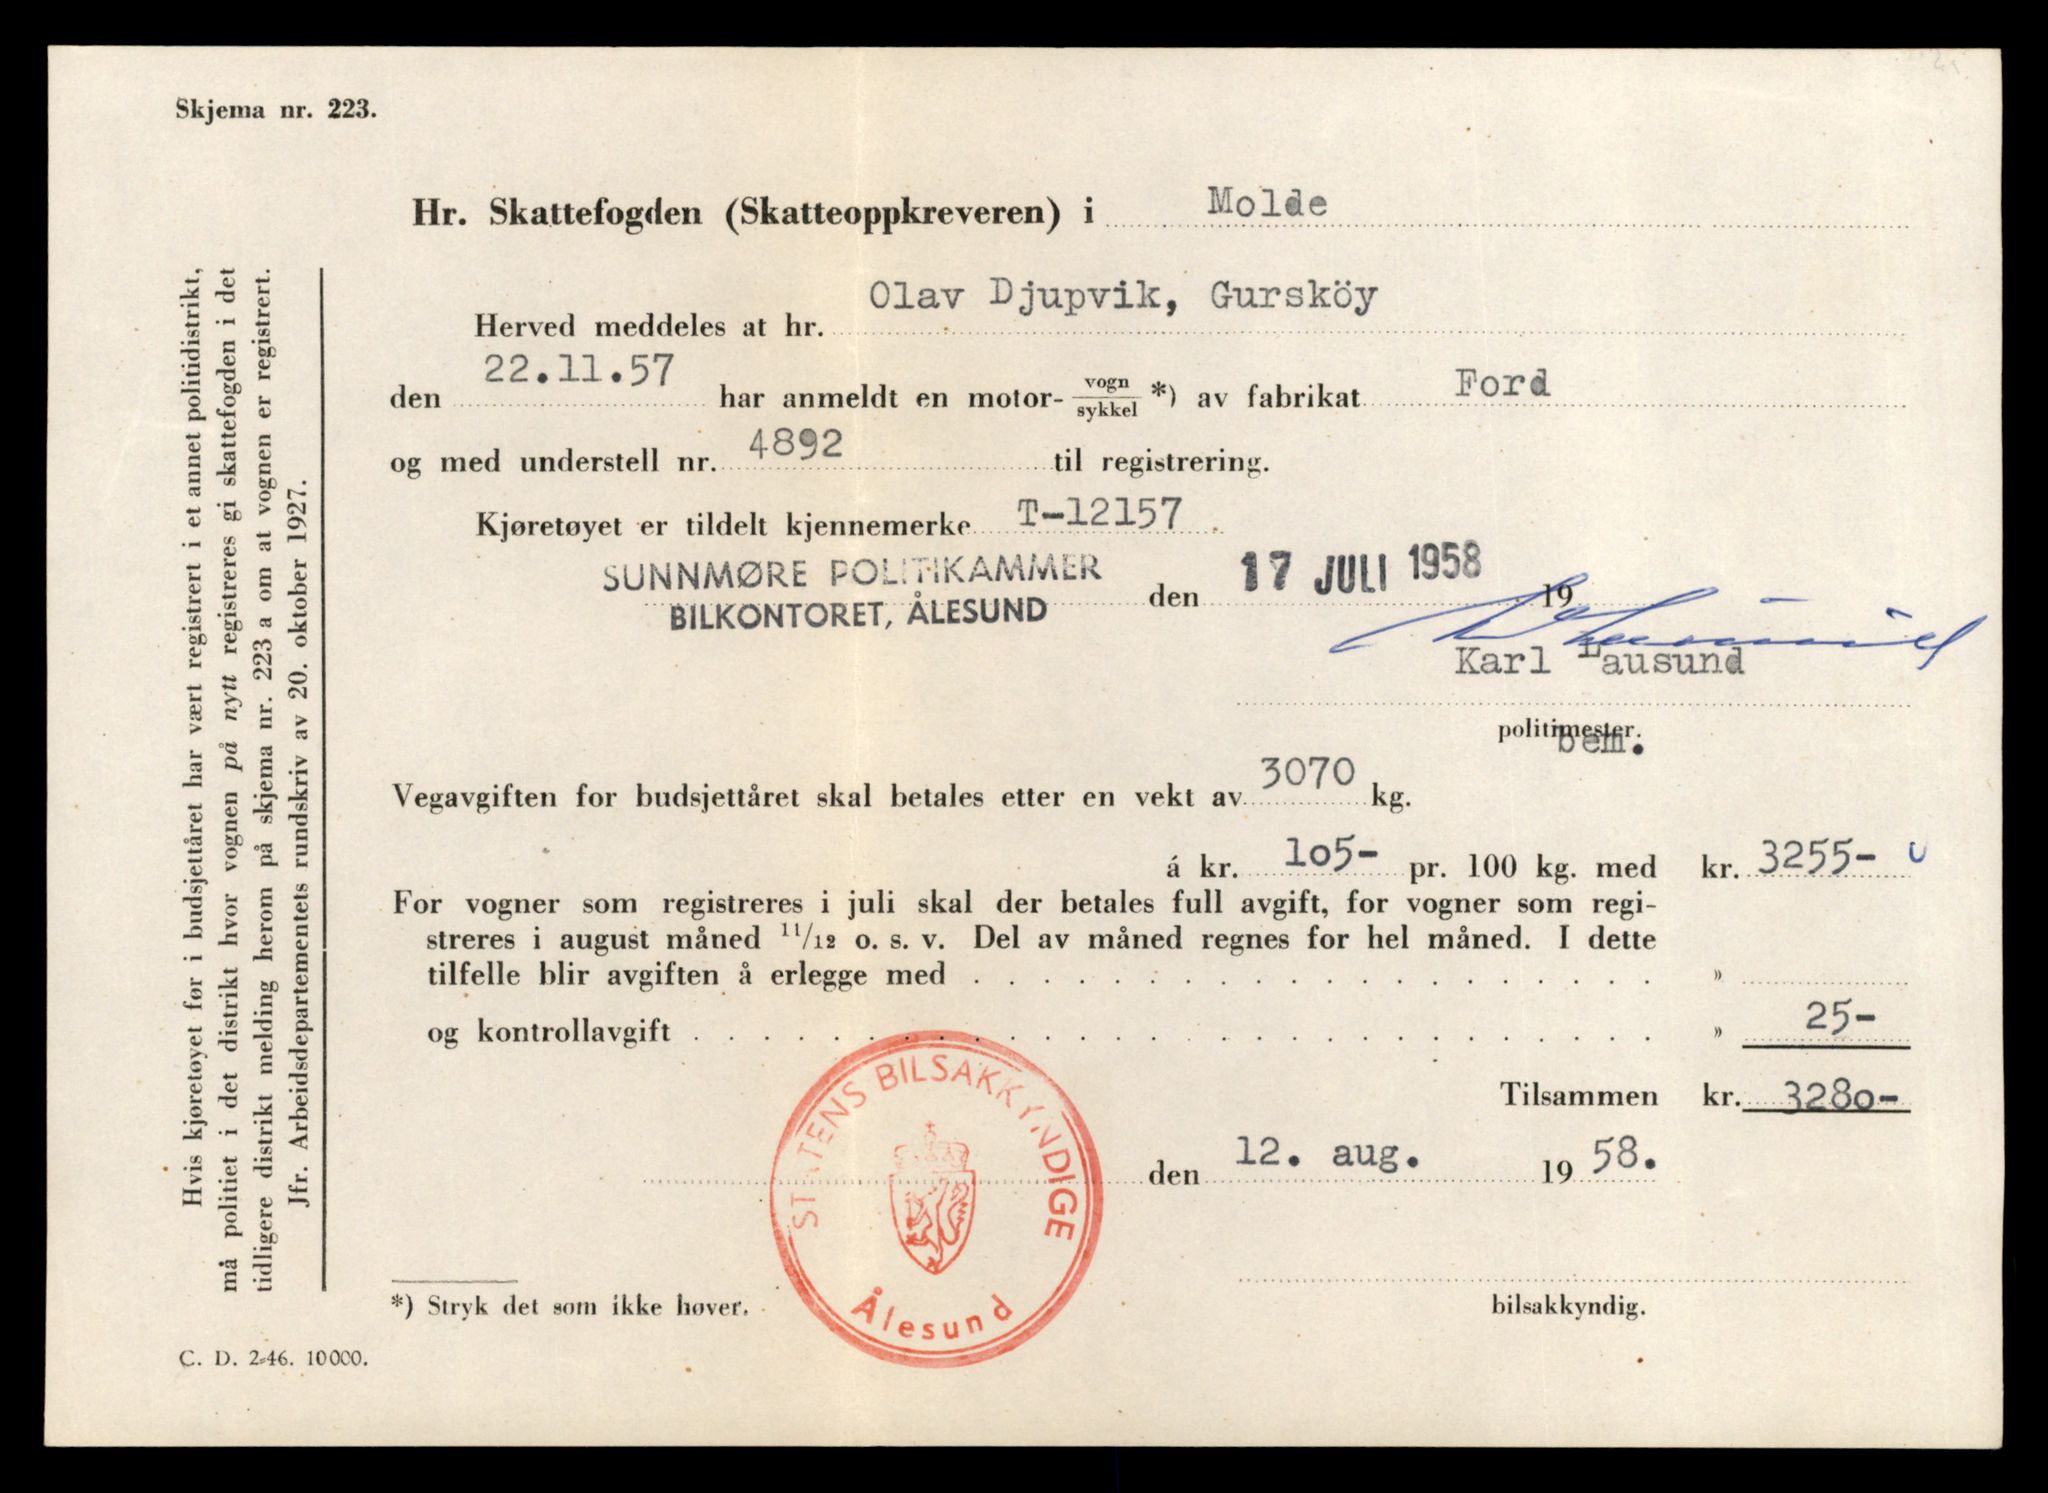 Skjema nr. 223.
Hr. Skattefogden (Skatteoppkreveren) i Molde
Herved meddeles at hr. Olav Djupvik, Gursköy
den 22.11.57 har anmeldt en motor- vogn/sykkel *) av fabrikat Ford
og med understell nr. 4892 til registrering.
Kjøretøyet er tildelt kjennemerke T-12157
SUNNMØRE POLITIKAMMER
BILKONTORET, ÅLESUND
den 17 JULI 1958 19
Karl Lausund
politimester.
bem.
Vegavgiften for budsjettåret skal betales etter en vekt av 3070 kg.
á kr. 105- pr. 100 kg. med kr. 3255-
For vogner som registreres i juli skal der betales full avgift, for vogner som regi-
streres i august måned 11/12 o. s. v. Del av måned regnes for hel måned. I dette
tilfelle blir avgiften å erlegge med . . . . . . . . . . . . . . . . . . . »
og kontrollavgift . . . . . . . . . . . . . . . . . . . . . . . . . » 25-
Tilsammen kr. 3280-
den 12. aug. 19 58.
STATENS BILSAKKYNDIGE
Ålesund
bilsakkyndig.
*) Stryk det som ikke høver.
C. D. 2-46. 10000.
Hvis kjøretøyet før i budsjettåret har vært registrert i et annet politidistrikt,
må politiet i det distrikt hvor vognen på nytt registreres gi skattefogden i det
tidligere distrikt melding herom på skjema nr. 223 a om at vognen er registrert.
Jfr. Arbeidsdepartementets rundskriv av 20. oktober 1927.